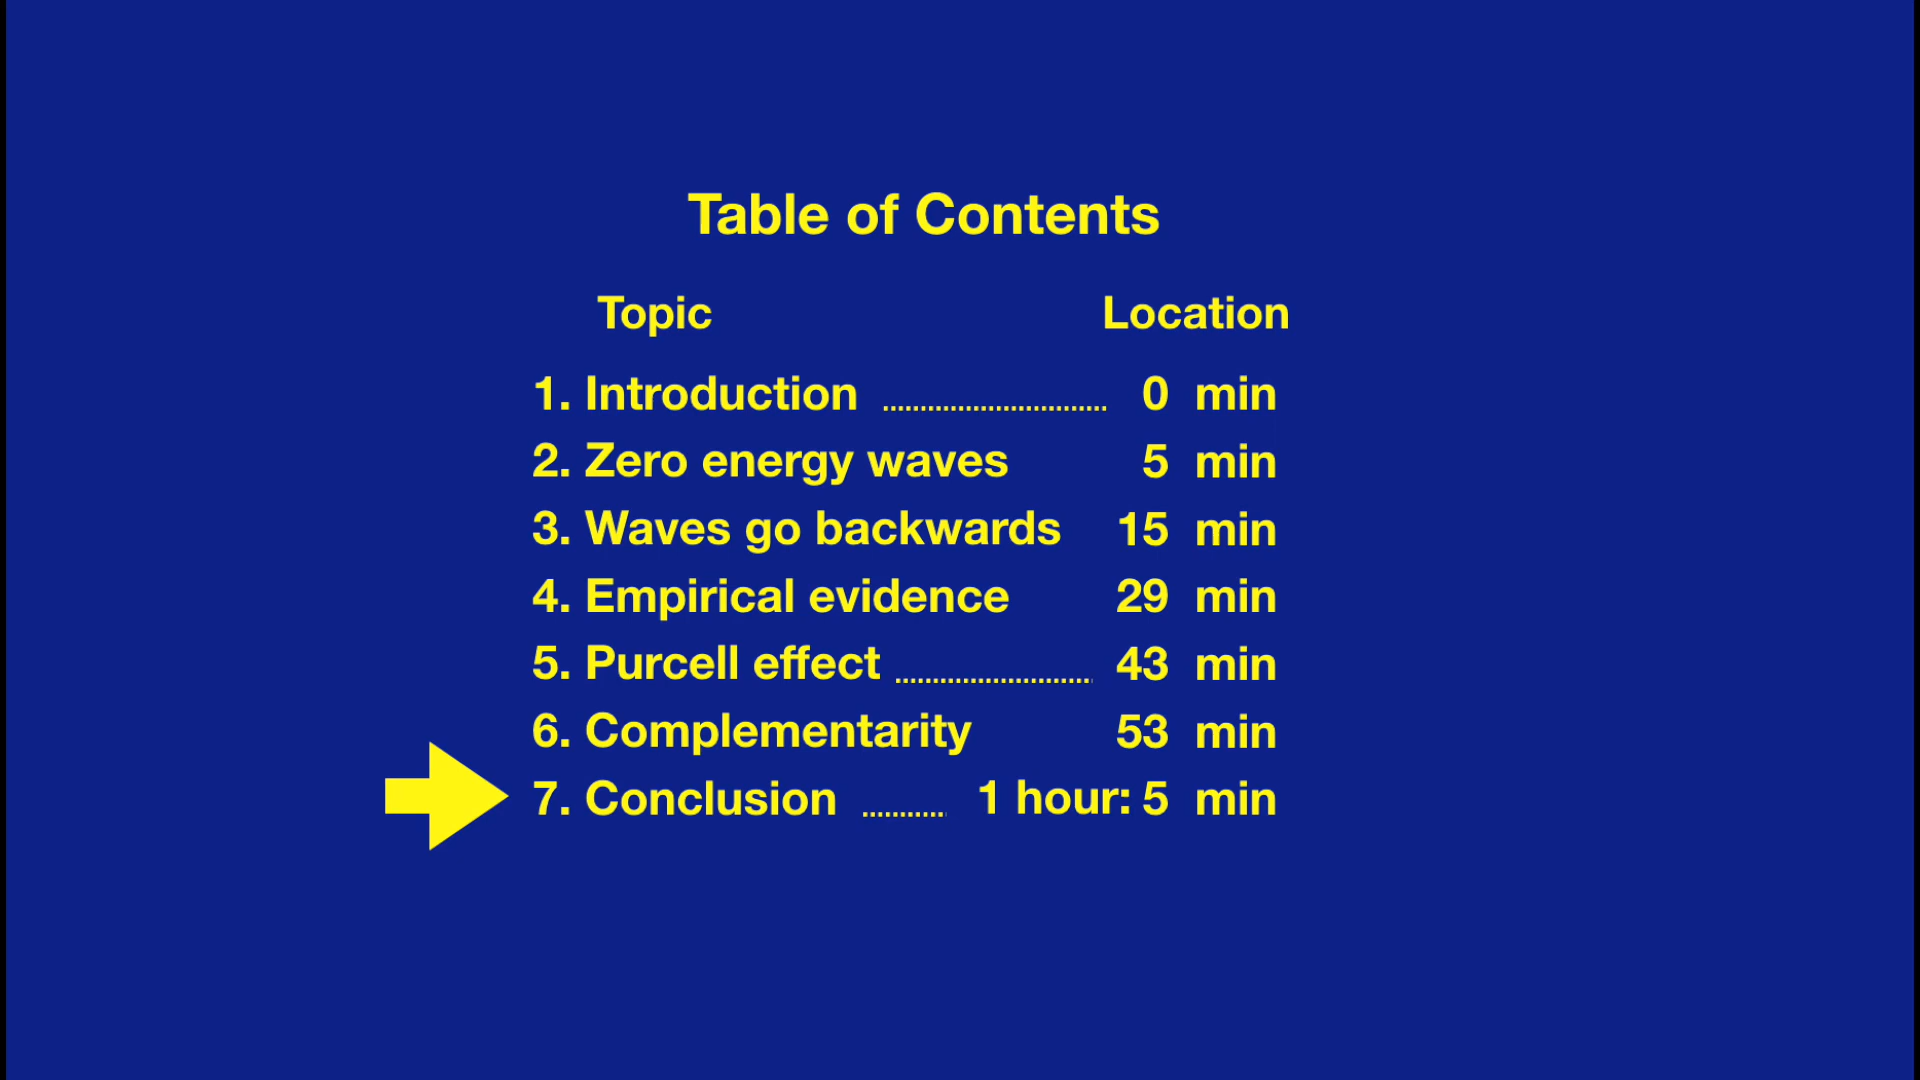 Table of Contents
Topic Location
1. Introduction ............................. 0 min
2. Zero energy waves 5 min
3. Waves go backwards 15 min
4. Empirical evidence 29 min
5. Purcell effect ......................... 43 min
6. Complementarity 53 min
7. Conclusion ........... 1 hour: 5 min